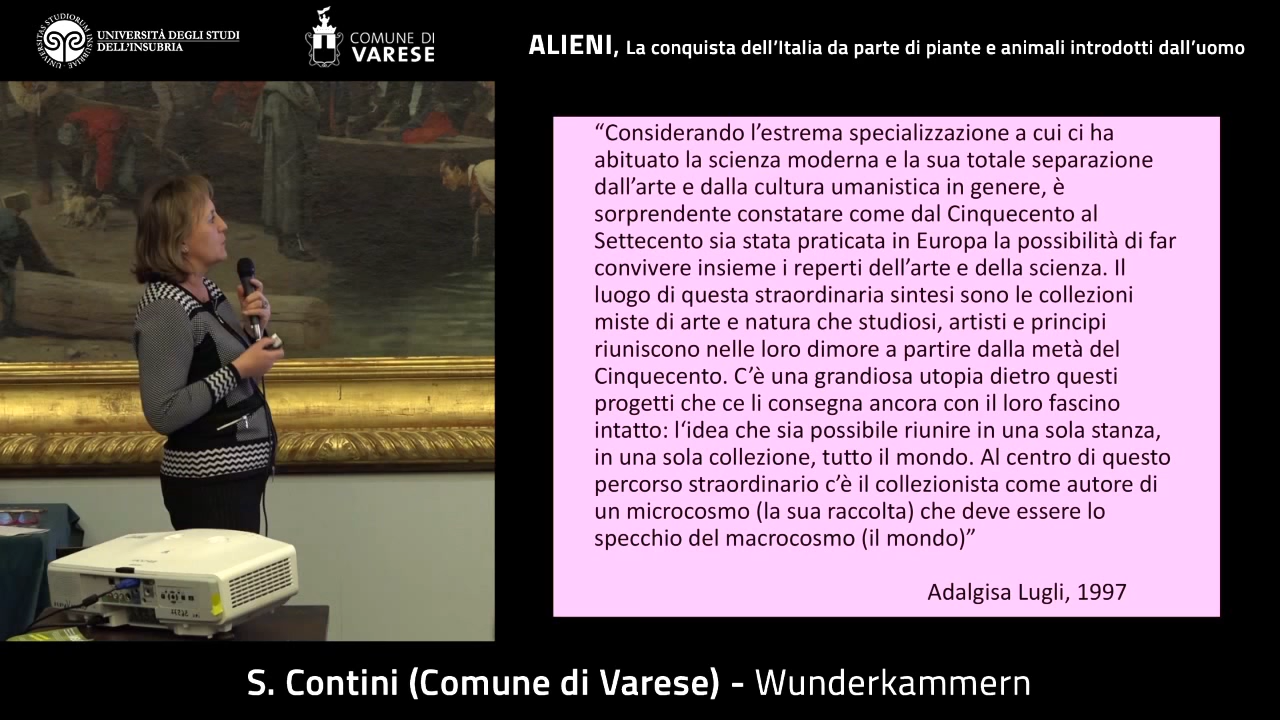 UNIVERSITÀ DEGLI STUDI
DELL'INSUBRIA
COMUNE DI
VARESE
ALIENI, La conquista dell'Italia da parte di piante e animali introdotti dall'uomo
“Considerando l'estrema specializzazione a cui ci ha
abituato la scienza moderna e la sua totale separazione
dall'arte e dalla cultura umanistica in genere, è
sorprendente constatare come dal Cinquecento al
Settecento sia stata praticata in Europa la possibilità di far
convivere insieme i reperti dell'arte e della scienza. Il
luogo di questa straordinaria sintesi sono le collezioni
miste di arte e natura che studiosi, artisti e principi
riuniscono nelle loro dimore a partire dalla metà del
Cinquecento. C'è una grandiosa utopia dietro questi
progetti che ce li consegna ancora con il loro fascino
intatto: l‘idea che sia possibile riunire in una sola stanza,
in una sola collezione, tutto il mondo. Al centro di questo
percorso straordinario c'è il collezionista come autore di
un microcosmo (la sua raccolta) che deve essere lo
specchio del macrocosmo (il mondo)”
Adalgisa Lugli, 1997
S. Contini (Comune di Varese) - Wunderkammern